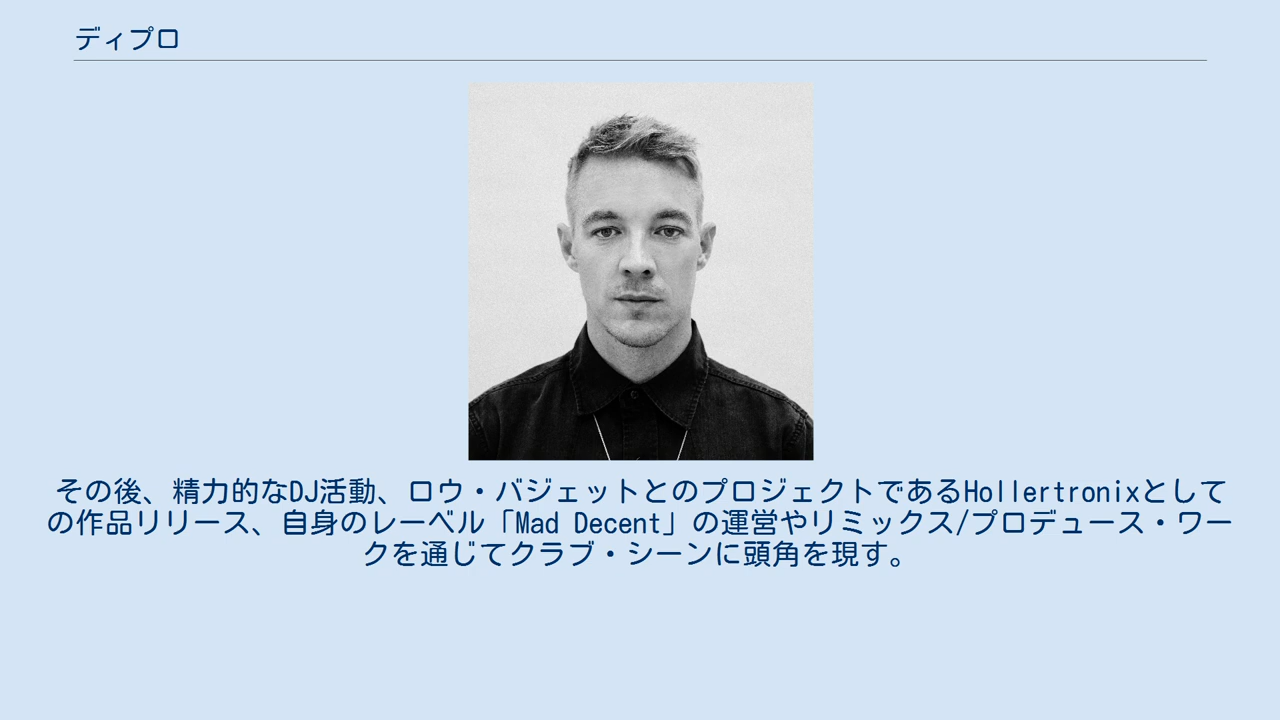 ディプロ
その後、精力的なDJ活動、ロウ・バジェットとのプロジェクトであるHollertronixとして
の作品リリース、自身のレーベル「Mad Decent」の運営やリミックス/プロデュース・ワー
クを通じてクラブ・シーンに頭角を現す。